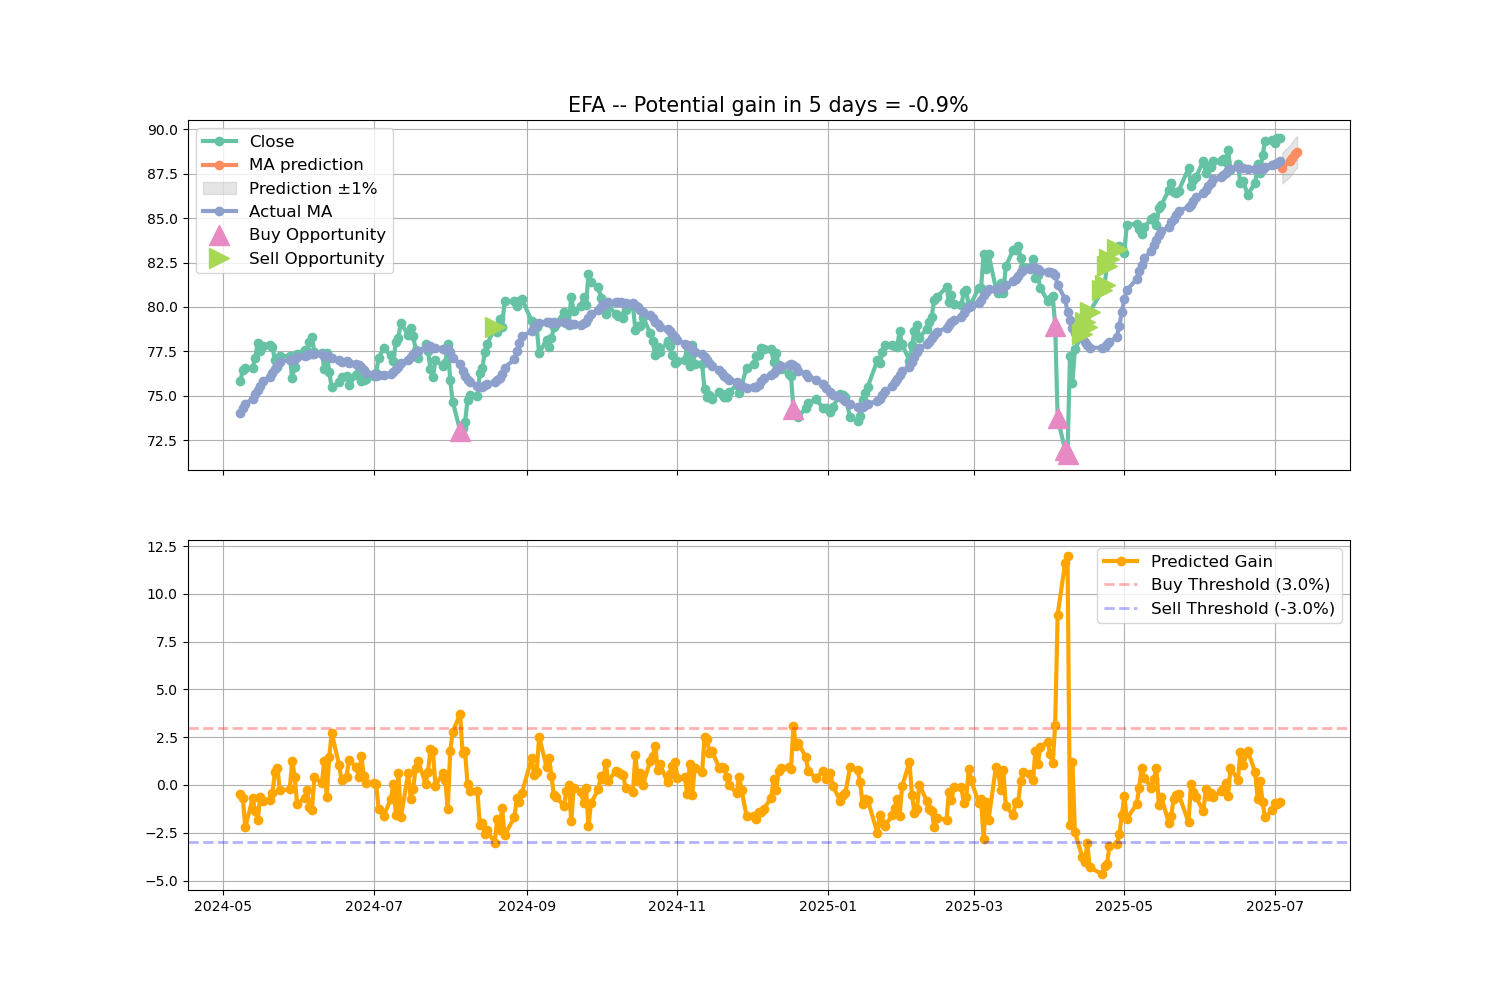 EFA -- Potential gain in 5 days = -0.9%
90.0
87.5
85.0
82.5
80.0
77.5
75.0
72.5
Close
MA prediction
Prediction ±1%
Actual MA
Buy Opportunity
Sell Opportunity
12.5
10.0
7.5
5.0
2.5
0.0
−2.5
−5.0
Predicted Gain
Buy Threshold (3.0%)
Sell Threshold (-3.0%)
2024-05
2024-07
2024-09
2024-11
2025-01
2025-03
2025-05
2025-07